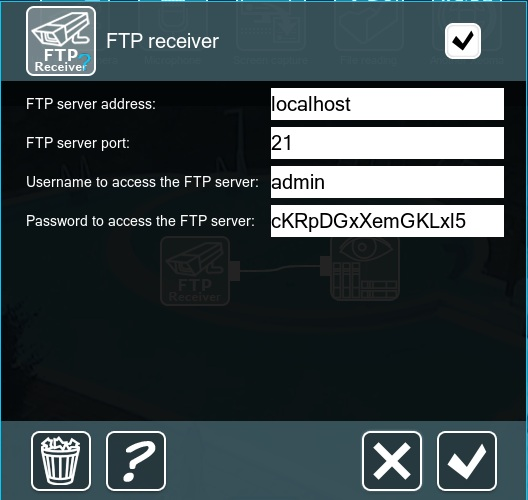 FTP
Receiver
FTP receiver
FTP server address:
localhost
FTP server port:
21
Username to access the FTP server:
admin
Password to access the FTP server:
cKRpDGxXemGKLxI5
FTP
Receiver